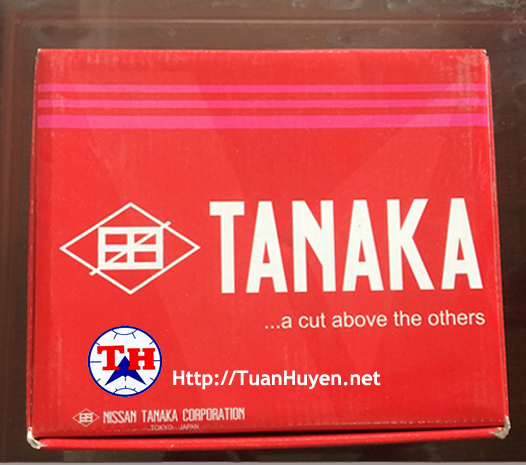 TANAKA
...a cut above the others
TH
Http://TuanHuyen.net
NISSAN TANAKA CORPORATION
TOKYO . JAPAN